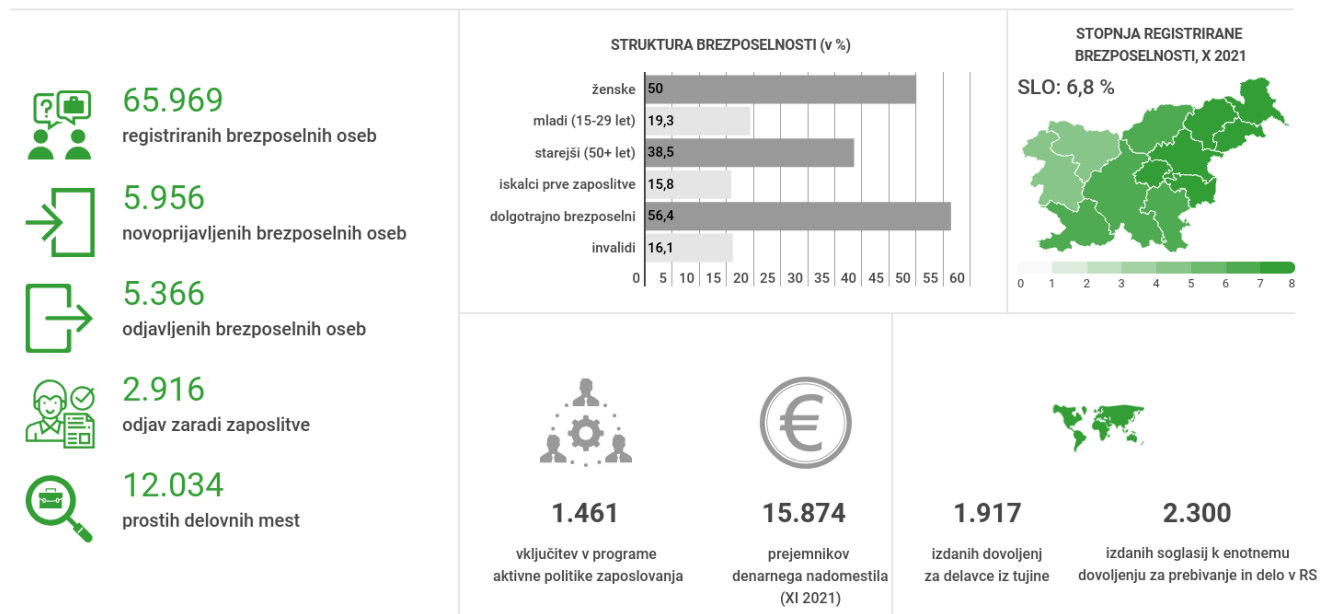 65.969
registriranih brezposelnih oseb
5.956
novoprijavljenih brezposelnih oseb
5.366
odjavljenih brezposelnih oseb
2.916
odjav zaradi zaposlitve
12.034
prostih delovnih mest
STRUKTURA BREZPOSELNOSTI (v %)
ženske 50
mladi (15-29 let) 19,3
starejši (50+ let) 38,5
iskalci prve zaposlitve 15,8
dolgotrajno brezposelni 56,4
invalidi 16,1
0 5 10 15 20 25 30 35 40 45 50 55 60
STOPNJA REGISTRIRANE
BREZPOSELNOSTI, X 2021
SLO: 6,8 %
0 1 2 3 4 5 6 7 8
?
€
1.461
vključitev v programe
aktivne politike zaposlovanja
15.874
prejemnikov
denarnega nadomestila
(XI 2021)
1.917
izdanih dovoljenj
za delavce iz tujine
2.300
izdanih soglasij k enotnemu
dovoljenju za prebivanje in delo v RS